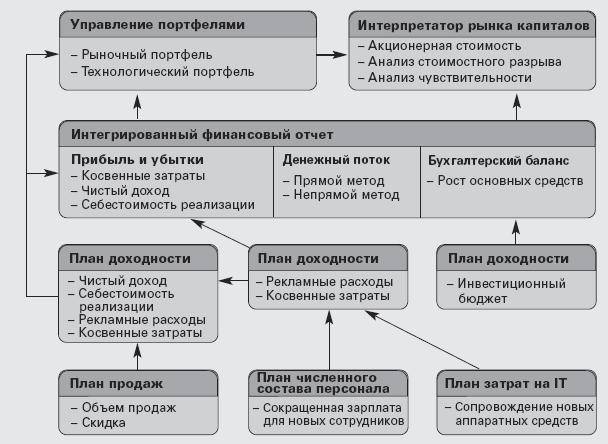 Управление портфелями
– Рыночный портфель
– Технологический портфель
Интерпретатор рынка капиталов
– Акционерная стоимость
– Анализ стоимостного разрыва
– Анализ чувствительности
Интегрированный финансовый отчет
Прибыль и убытки
– Косвенные затраты
– Чистый доход
– Себестоимость реализации
Денежный поток
– Прямой метод
– Непрямой метод
Бухгалтерский баланс
– Рост основных средств
План доходности
– Чистый доход
– Себестоимость
реализации
– Рекламные расходы
– Косвенные затраты
План доходности
– Рекламные расходы
– Косвенные затраты
План доходности
– Инвестиционный
бюджет
План продаж
– Объем продаж
– Скидка
План численного
состава персонала
– Сокращенная зарплата
для новых сотрудников
План затрат на IT
– Сопровождение новых
аппаратных средств